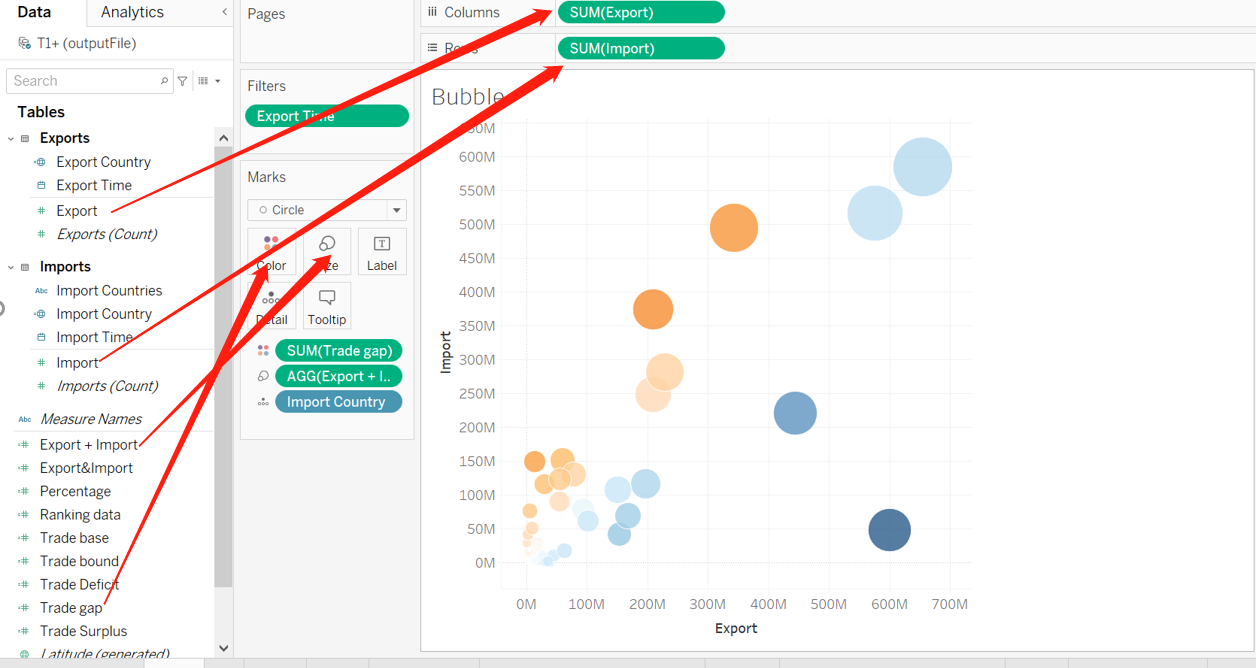 Data
Analytics
T1+ (outputFile)
Search
Tables
Exports
Export Country
Export Time
Export
Exports (Count)
Imports
Abc Import Countries
Import Country
Import Time
Import
Imports (Count)
Abc Measure Names
Export + Import
Export&Import
Percentage
Ranking data
Trade base
Trade bound
Trade Deficit
Trade gap
Trade Surplus
Latitude (generated)
Pages
Filters
Export Time
Marks
Circle
Color
Label
Detail
Tooltip
SUM(Trade gap)
AGG(Export + I..
Import Country
Columns
SUM(Export)
Rows
SUM(Import)
Bubble
650M
600M
550M
500M
450M
400M
350M
300M
250M
200M
150M
100M
50M
0M
Import
0M 100M 200M 300M 400M 500M 600M 700M
Export